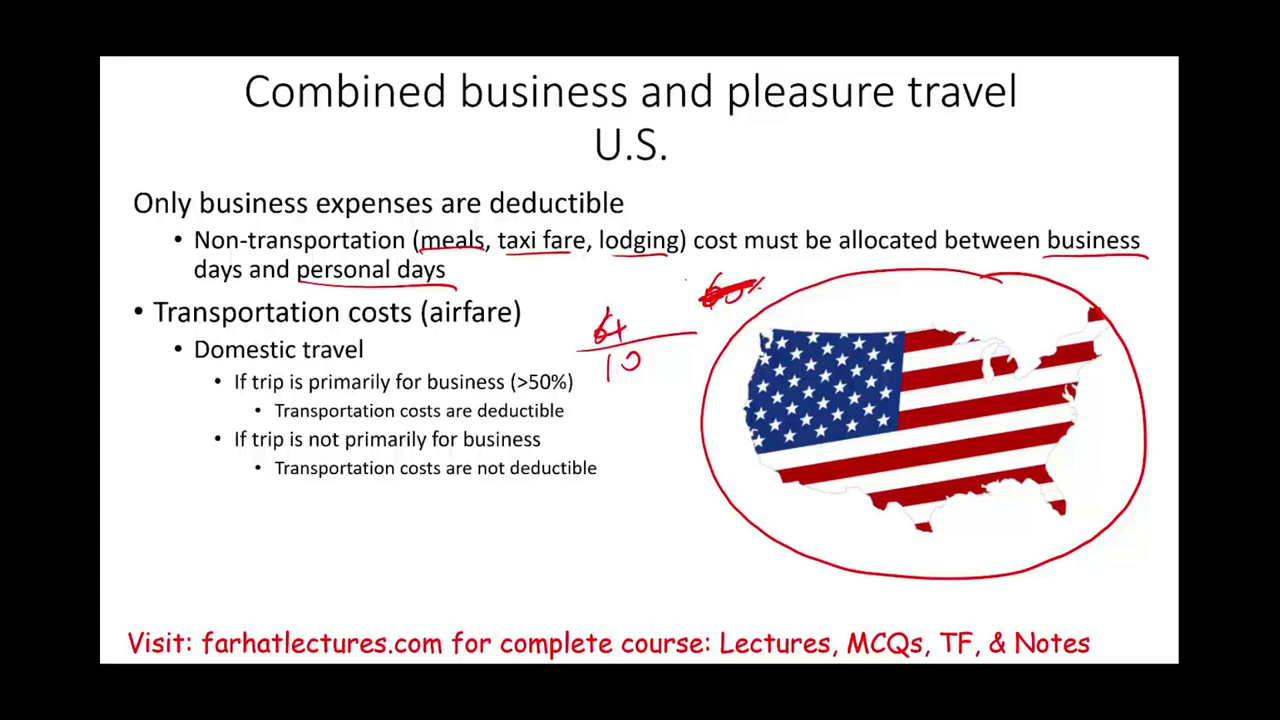 Combined business and pleasure travel
U.S.
Only business expenses are deductible
• Non-transportation (meals, taxi fare, lodging) cost must be allocated between business
days and personal days
• Transportation costs (airfare)
10
• Domestic travel
• If trip is primarily for business (>50%)
• Transportation costs are deductible
• If trip is not primarily for business
• Transportation costs are not deductible
Visit: farhatlectures.com for complete course: Lectures, MCQs, TF, & Notes